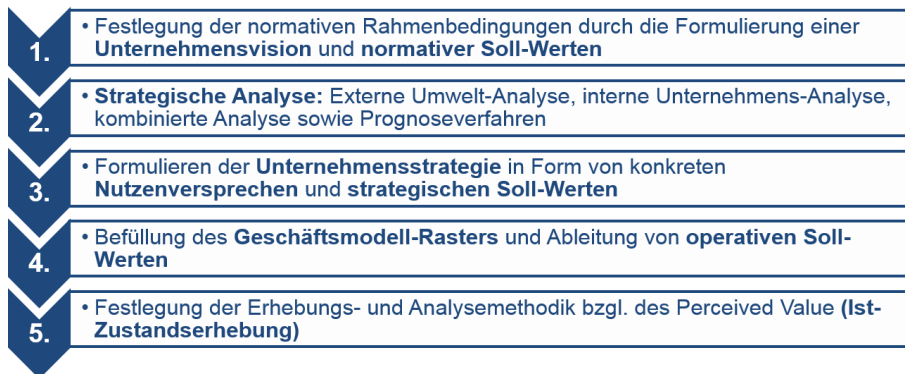 1.
• Festlegung der normativen Rahmenbedingungen durch die Formulierung einer
Unternehmensvision und normativer Soll-Werten
2.
• Strategische Analyse: Externe Umwelt-Analyse, interne Unternehmens-Analyse,
kombinierte Analyse sowie Prognoseverfahren
3.
• Formulieren der Unternehmensstrategie in Form von konkreten
Nutzenversprechen und strategischen Soll-Werten
4.
• Befüllung des Geschäftsmodell-Rasters und Ableitung von operativen Soll-
Werten
5.
• Festlegung der Erhebungs- und Analysemethodik bzgl. des Perceived Value (Ist-
Zustandserhebung)